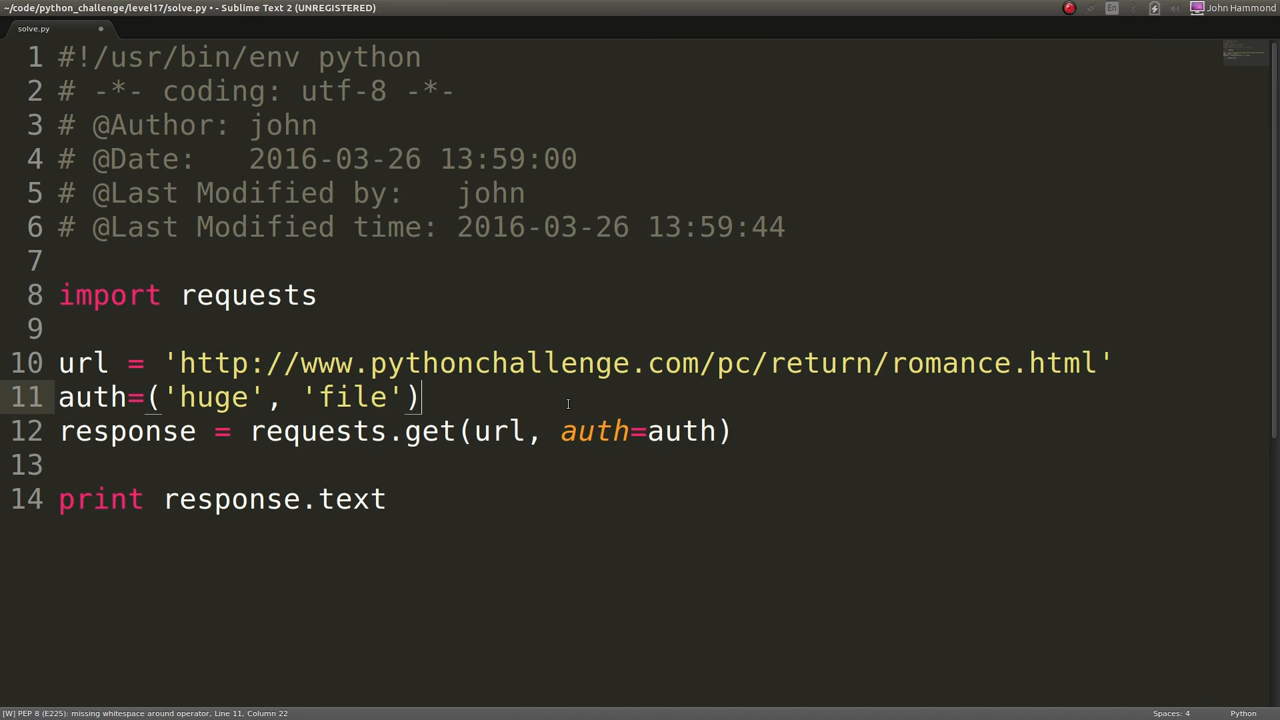 ~/code/python_challenge/level17/solve.py • - Sublime Text 2 (UNREGISTERED)
En
John Hammond
solve.py
1 #!/usr/bin/env python
2 # -*- coding: utf-8 -*-
3 # @Author: john
4 # @Date:   2016-03-26 13:59:00
5 # @Last Modified by:   john
6 # @Last Modified time: 2016-03-26 13:59:44
7
8 import requests
9
10 url = 'http://www.pythonchallenge.com/pc/return/romance.html'
11 auth=('huge', 'file')
12 response = requests.get(url, auth=auth)
13
14 print response.text
[W] PEP 8 (E225): missing whitespace around operator, Line 11, Column 22
Spaces: 4
Python